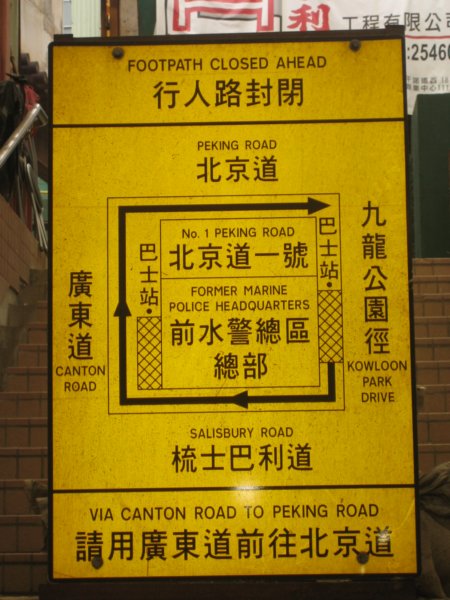 利 工程有限公司
:25460
FOOTPATH CLOSED AHEAD
行人路封閉
PEKING ROAD
北京道
No. 1 PEKING ROAD
北京道一號
巴士站
巴士站
FORMER MARINE
POLICE HEADQUARTERS
前水警總區
總部
廣東道
CANTON
ROAD
九龍公園徑
KOWLOON
PARK
DRIVE
SALISBURY ROAD
梳士巴利道
VIA CANTON ROAD TO PEKING ROAD
請用廣東道前往北京道